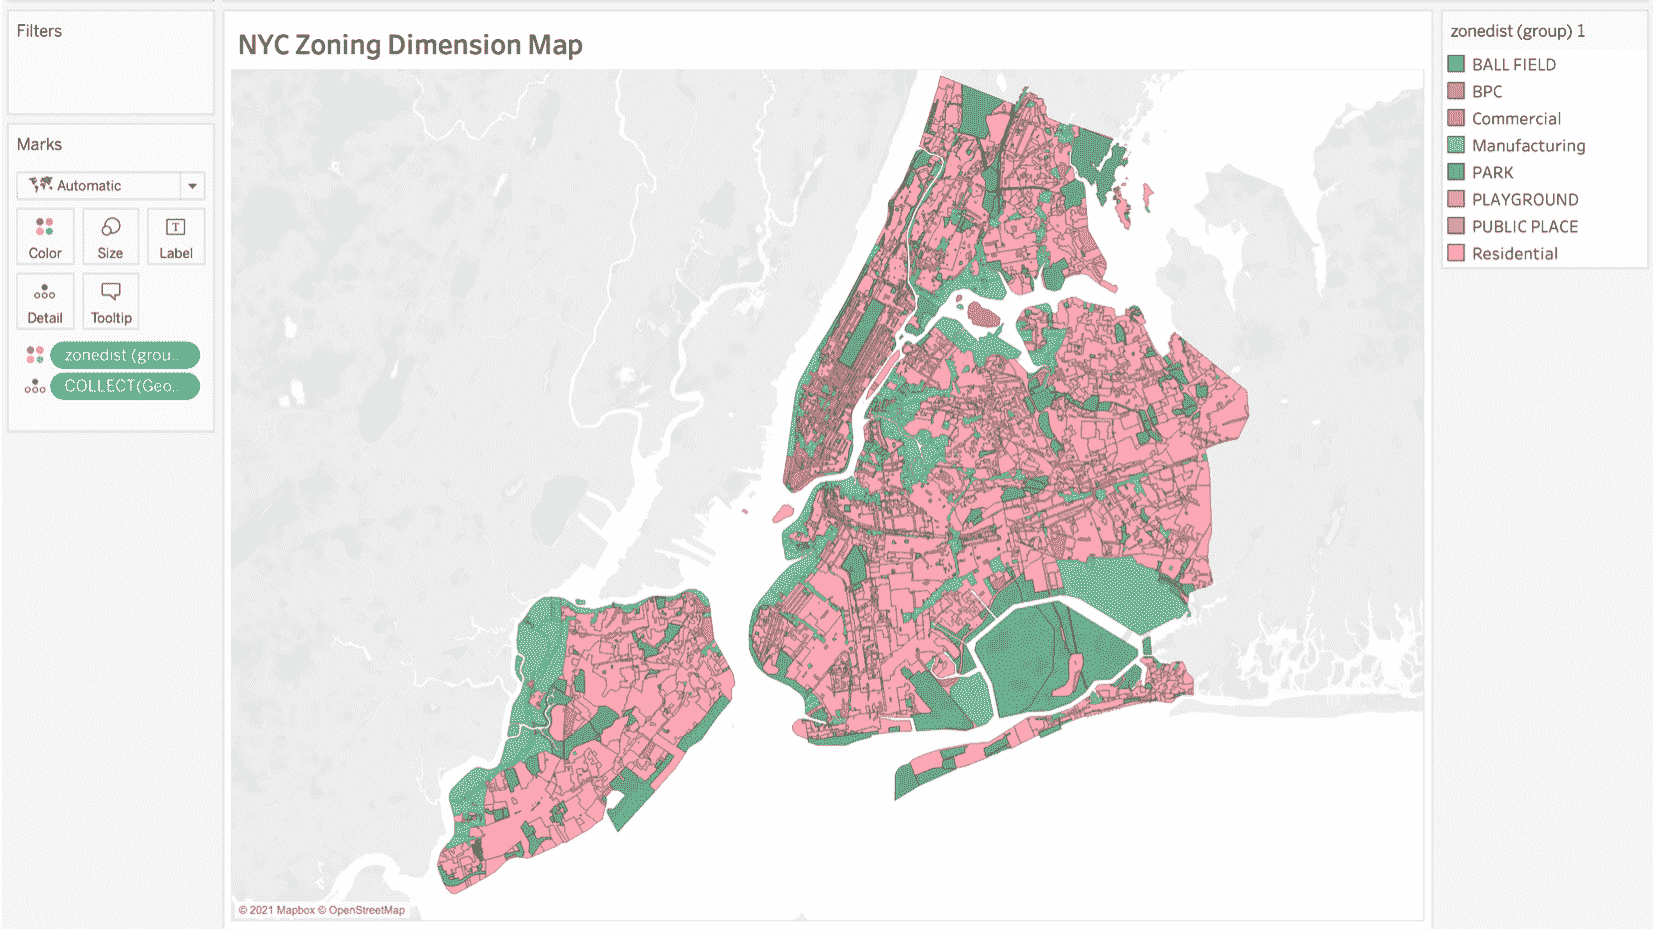 Filters
Marks
Automatic
Color
Size
Label
Detail
Tooltip
zonedist (grou..
COLLECT(Geo..
NYC Zoning Dimension Map
© 2021 Mapbox © OpenStreetMap
zonedist (group) 1
BALL FIELD
BPC
Commercial
Manufacturing
PARK
PLAYGROUND
PUBLIC PLACE
Residential